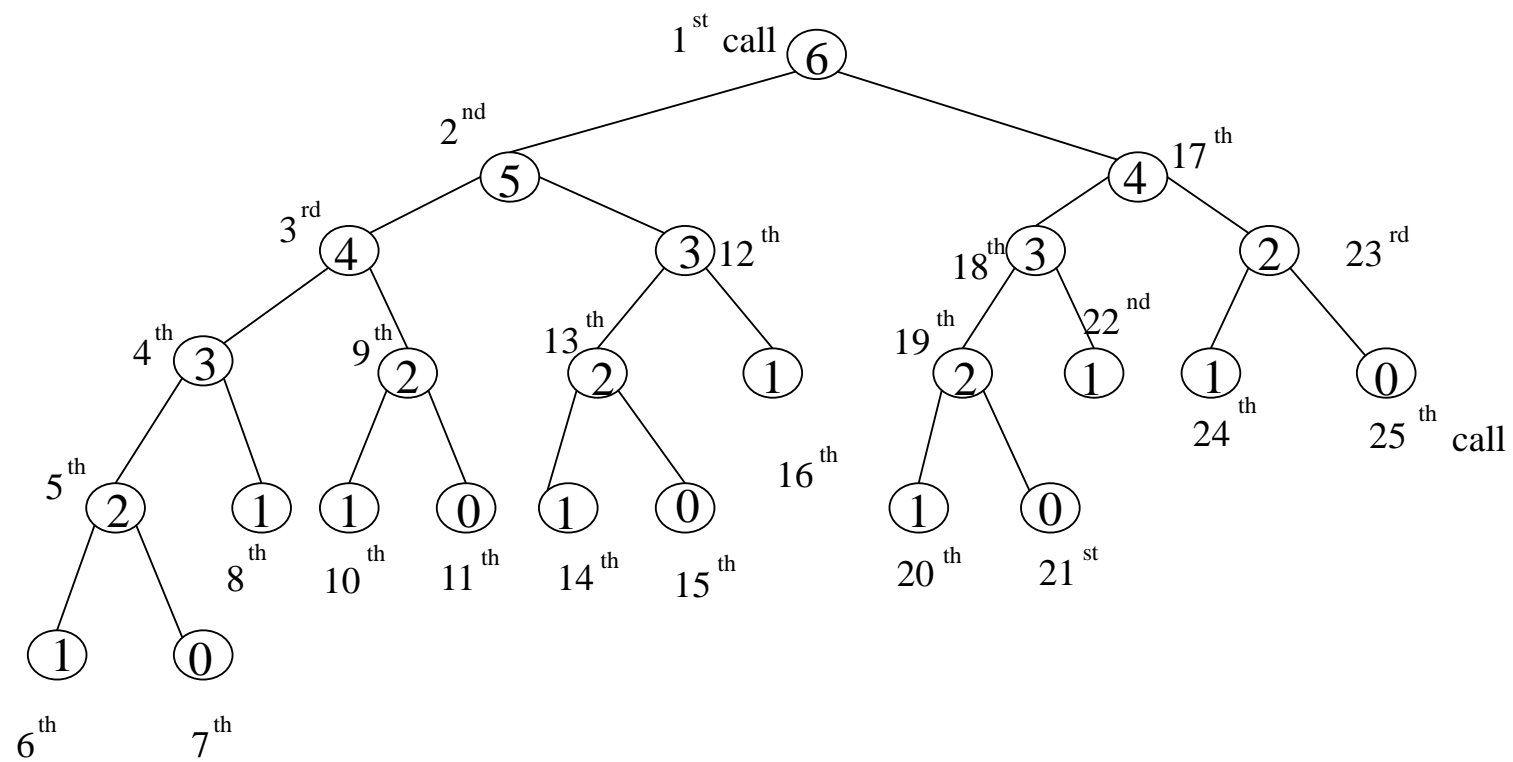 1st call 6
2nd
5 4 17th
3rd 4 3 12th 18th 3 2 23rd
4th 3 9th 2 13th 2 1 19th 2 22nd 1 1 0
24th 25th call
5th 2 1 1 0 1 0 16th 1 0
8th 10th 11th 14th 15th 20th 21st
1 0
6th 7th